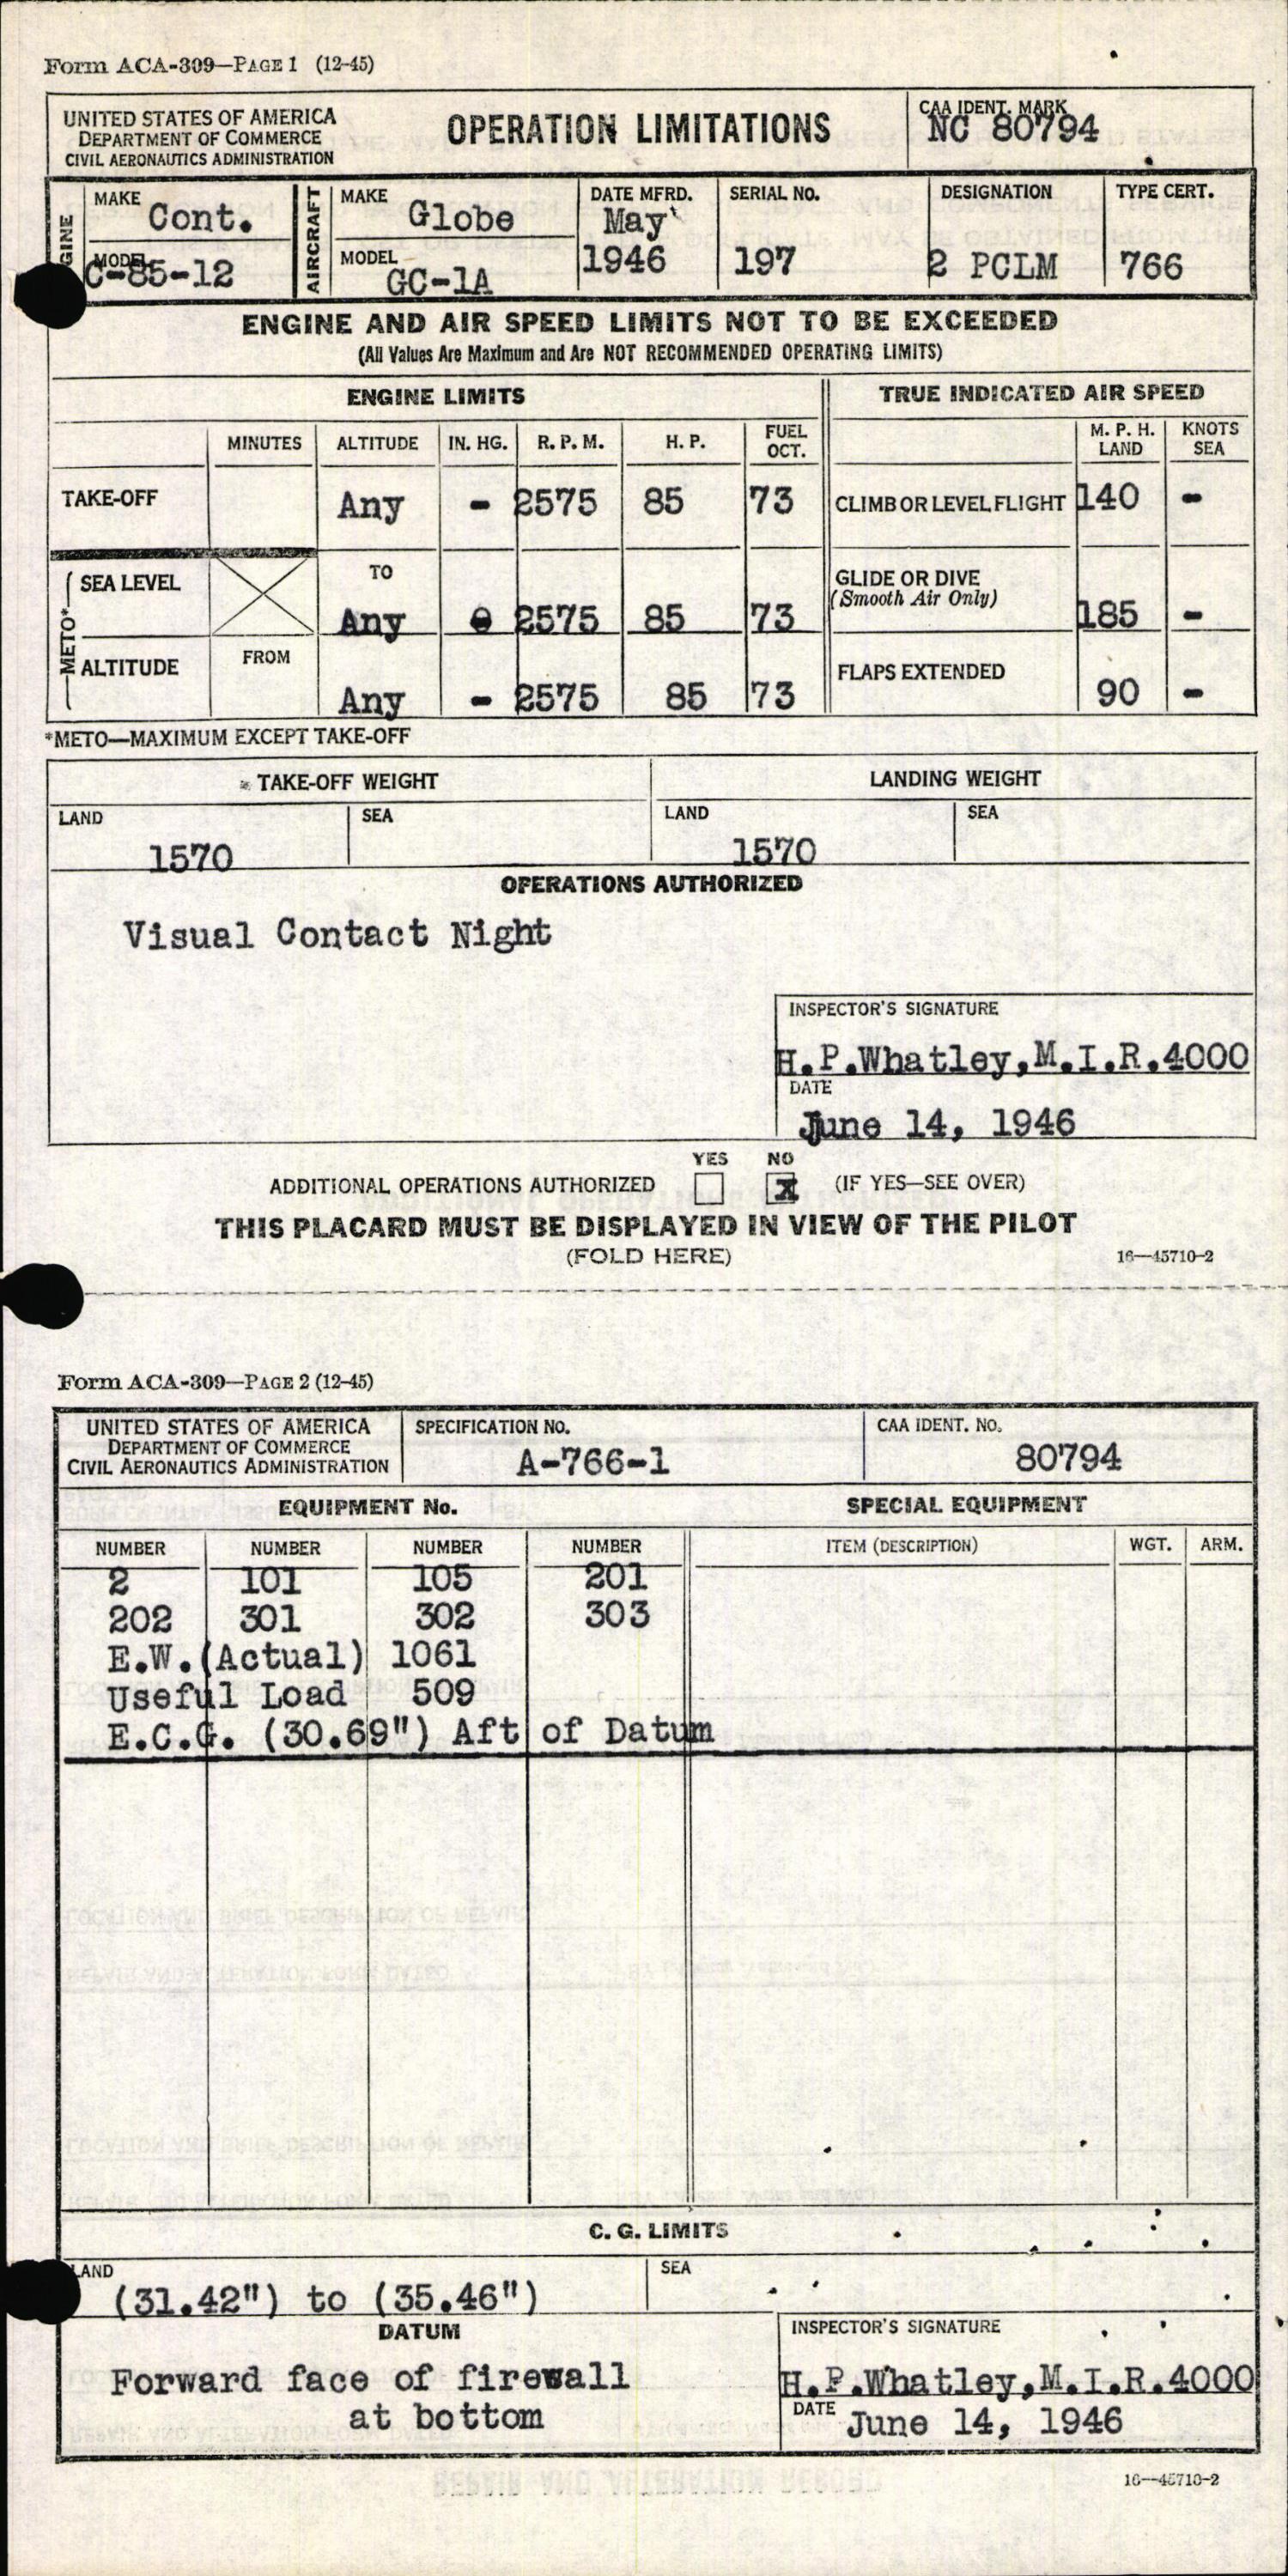 Form ACA-309—PAGE 1 (12-45)
UNITED STATES OF AMERICA
DEPARTMENT OF COMMERCE
CIVIL AERONAUTICS ADMINISTRATION
OPERATION LIMITATIONS
CAA IDENT. MARK
NC 80794
GINE
MAKE
Cont.
MODEL
C-85-12
AIRCRAFT
MAKE
Globe
MODEL
GC-1A
DATE MFRD.
May
1946
SERIAL NO.
197
DESIGNATION
2 PCLM
TYPE CERT.
766
ENGINE AND AIR SPEED LIMITS NOT TO BE EXCEEDED
(All Values Are Maximum and Are NOT RECOMMENDED OPERATING LIMITS)
ENGINE LIMITS
TRUE INDICATED AIR SPEED
MINUTES ALTITUDE IN. HG. R. P. M. H. P. FUEL OCT. M. P. H. LAND KNOTS SEA
TAKE-OFF Any - 2575 85 73 CLIMB OR LEVEL FLIGHT 140 -
METO*
SEA LEVEL TO Any 2575 85 73 GLIDE OR DIVE (Smooth Air Only) 185 -
ALTITUDE FROM Any - 2575 85 73 FLAPS EXTENDED 90 -
*METO—MAXIMUM EXCEPT TAKE-OFF
TAKE-OFF WEIGHT LANDING WEIGHT
LAND SEA LAND SEA
1570 1570
OPERATIONS AUTHORIZED
Visual Contact Night
INSPECTOR'S SIGNATURE
H.P.Whatley,M.I.R.4000
DATE
June 14, 1946
YES NO
ADDITIONAL OPERATIONS AUTHORIZED X (IF YES—SEE OVER)
THIS PLACARD MUST BE DISPLAYED IN VIEW OF THE PILOT
(FOLD HERE) 16—45710-2
Form ACA-309—PAGE 2 (12-45)
UNITED STATES OF AMERICA
DEPARTMENT OF COMMERCE
CIVIL AERONAUTICS ADMINISTRATION
SPECIFICATION NO.
A-766-1
CAA IDENT. NO.
80794
EQUIPMENT No. SPECIAL EQUIPMENT
NUMBER NUMBER NUMBER NUMBER ITEM (DESCRIPTION) WGT. ARM.
2 101 105 201
202 301 302 303
E.W.(Actual) 1061
Useful Load 509
E.C.G. (30.69") Aft of Datum
C. G. LIMITS
LAND SEA
(31.42") to (35.46")
DATUM
Forward face of firewall
at bottom
INSPECTOR'S SIGNATURE
H.P.Whatley,M.I.R.4000
DATE
June 14, 1946
16—45710-2